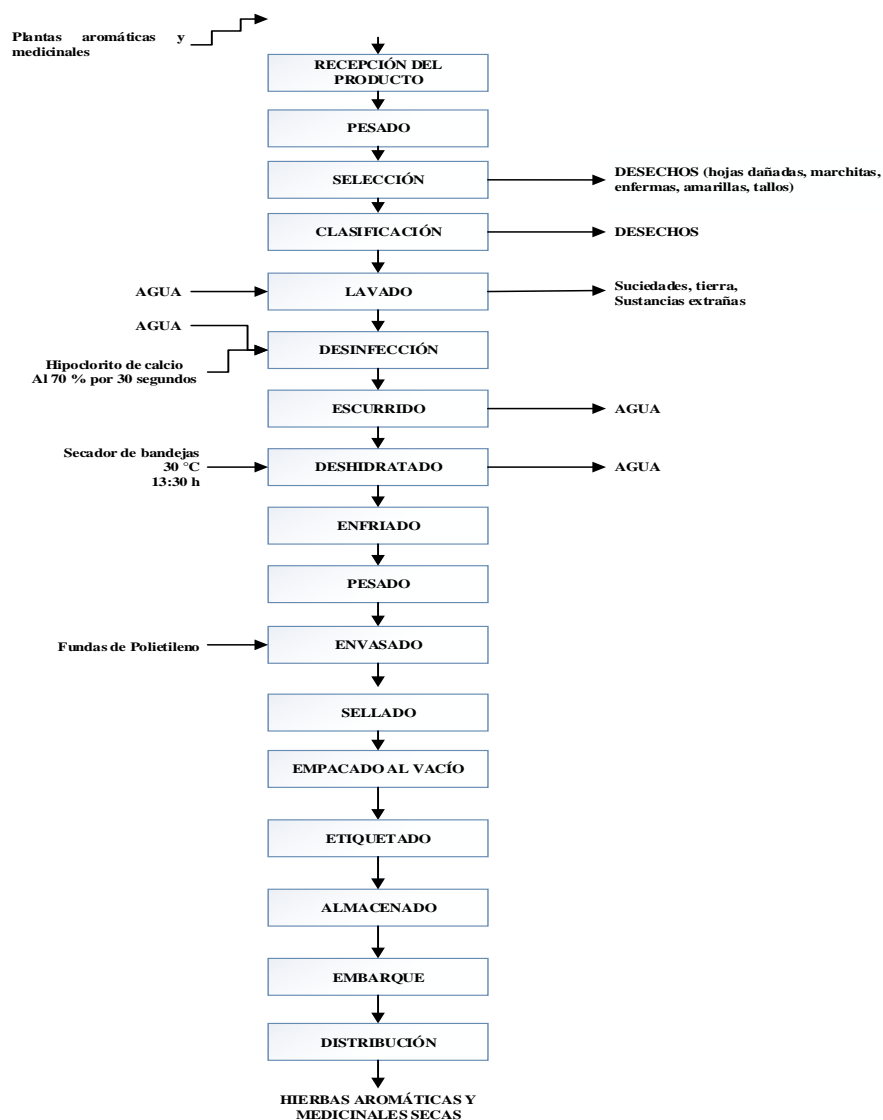 Plantas aromáticas y
medicinales
RECEPCIÓN DEL
PRODUCTO
PESADO
SELECCIÓN
DESECHOS (hojas dañadas, marchitas,
enfermas, amarillas, tallos)
CLASIFICACIÓN
DESECHOS
AGUA
LAVADO
Suciedades, tierra,
Sustancias extrañas
AGUA
Hipoclorito de calcio
Al 70 % por 30 segundos
DESINFECCIÓN
ESCURRIDO
AGUA
Secador de bandejas
30 °C
13:30 h
DESHIDRATADO
AGUA
ENFRIADO
PESADO
Fundas de Polietileno
ENVASADO
SELLADO
EMPACADO AL VACÍO
ETIQUETADO
ALMACENADO
EMBARQUE
DISTRIBUCIÓN
HIERBAS AROMÁTICAS Y
MEDICINALES SECAS